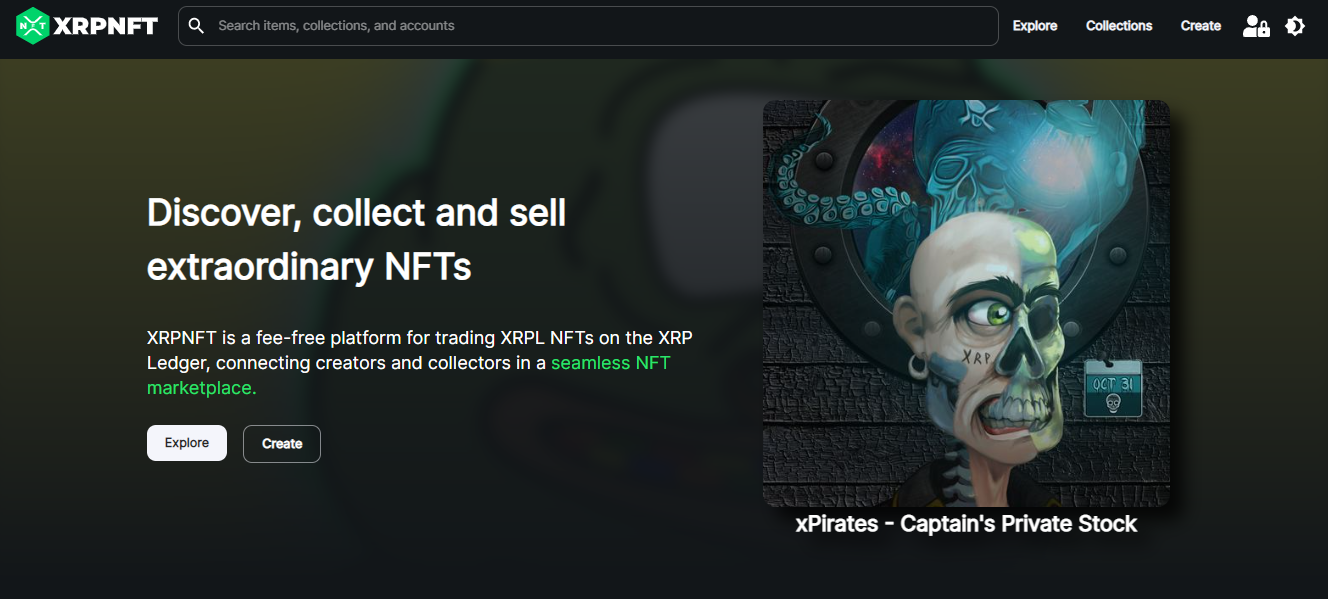 NXT XRPNFT
Search items, collections, and accounts
Explore
Collections
Create
Discover, collect and sell
extraordinary NFTs
XRPNFT is a fee-free platform for trading XRPL NFTs on the XRP
Ledger, connecting creators and collectors in a seamless NFT
marketplace.
Explore
Create
XRP
OCT 31
xPirates - Captain's Private Stock